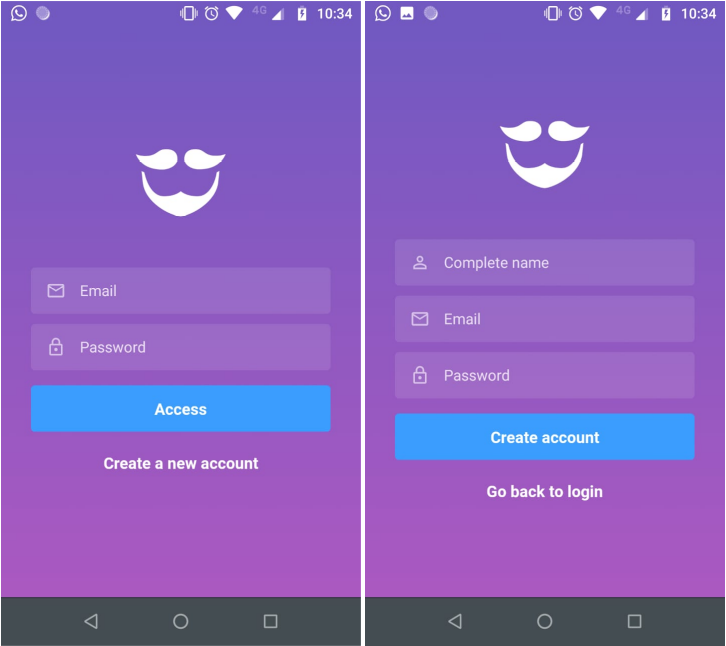 4G 10:34
Email
Password
Access
Create a new account
4G 10:34
Complete name
Email
Password
Create account
Go back to login